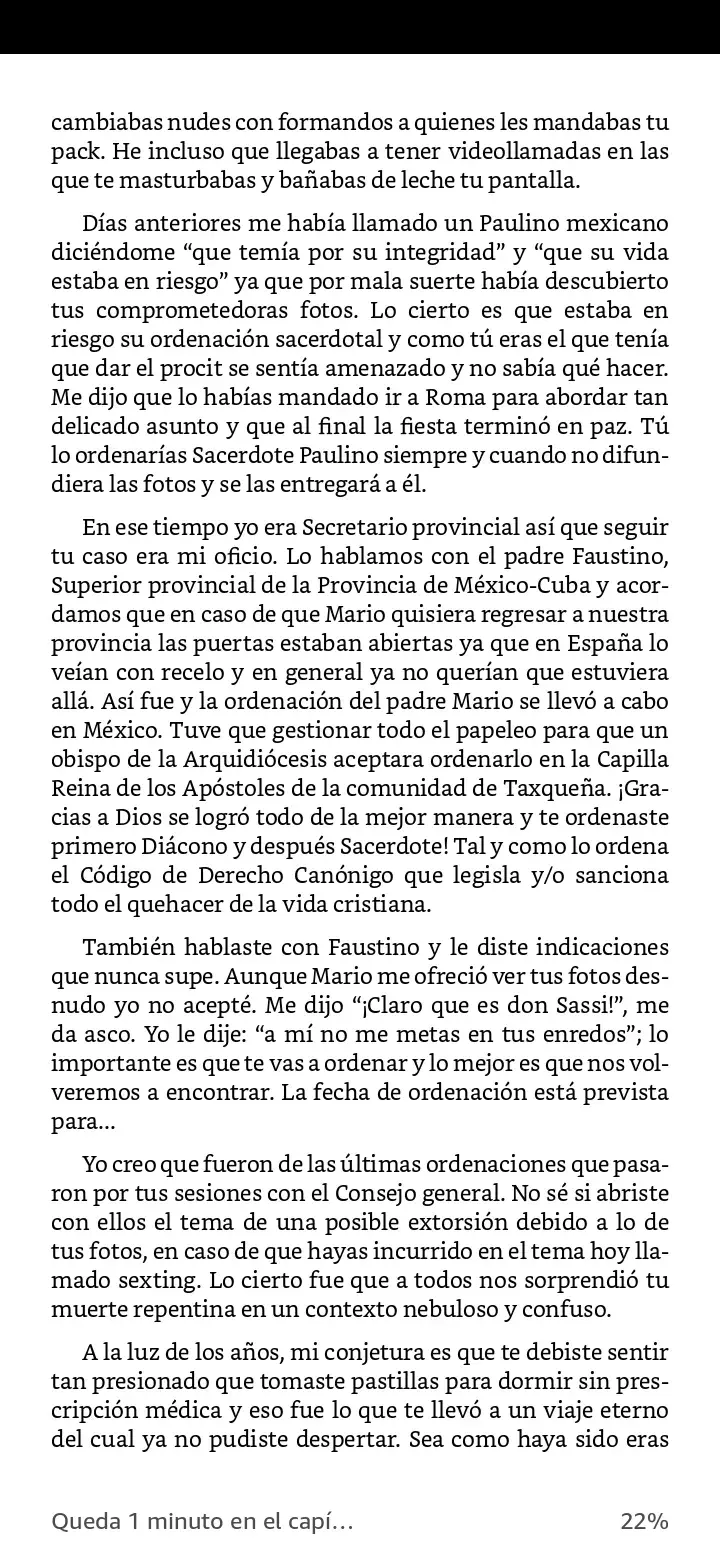 cambiabas nudes con formandos a quienes les mandabas tu
pack. He incluso que llegabas a tener videollamadas en las
que te masturbabas y bañabas de leche tu pantalla.
Días anteriores me había llamado un Paulino mexicano
diciéndome “que temía por su integridad” y “que su vida
estaba en riesgo” ya que por mala suerte había descubierto
tus comprometedoras fotos. Lo cierto es que estaba en
riesgo su ordenación sacerdotal y como tú eras el que tenía
que dar el procit se sentía amenazado y no sabía qué hacer.
Me dijo que lo habías mandado ir a Roma para abordar tan
delicado asunto y que al final la fiesta terminó en paz. Tú
lo ordenarías Sacerdote Paulino siempre y cuando no difun-
diera las fotos y se las entregará a él.
En ese tiempo yo era Secretario provincial así que seguir
tu caso era mi oficio. Lo hablamos con el padre Faustino,
Superior provincial de la Provincia de México-Cuba y acor-
damos que en caso de que Mario quisiera regresar a nuestra
provincia las puertas estaban abiertas ya que en España lo
veían con recelo y en general ya no querían que estuviera
allá. Así fue y la ordenación del padre Mario se llevó a cabo
en México. Tuve que gestionar todo el papeleo para que un
obispo de la Arquidiócesis aceptara ordenarlo en la Capilla
Reina de los Apóstoles de la comunidad de Taxqueña. ¡Gra-
cias a Dios se logró todo de la mejor manera y te ordenaste
primero Diácono y después Sacerdote! Tal y como lo ordena
el Código de Derecho Canónigo que legisla y/o sanciona
todo el quehacer de la vida cristiana.
También hablaste con Faustino y le diste indicaciones
que nunca supe. Aunque Mario me ofreció ver tus fotos des-
nudo yo no acepté. Me dijo “¡Claro que es don Sassi!”, me
da asco. Yo le dije: “a mí no me metas en tus enredos”; lo
importante es que te vas a ordenar y lo mejor es que nos vol-
veremos a encontrar. La fecha de ordenación está prevista
para...
Yo creo que fueron de las últimas ordenaciones que pasa-
ron por tus sesiones con el Consejo general. No sé si abriste
con ellos el tema de una posible extorsión debido a lo de
tus fotos, en caso de que hayas incurrido en el tema hoy lla-
mado sexting. Lo cierto fue que a todos nos sorprendió tu
muerte repentina en un contexto nebuloso y confuso.
A la luz de los años, mi conjetura es que te debiste sentir
tan presionado que tomaste pastillas para dormir sin pres-
cripción médica y eso fue lo que te llevó a un viaje eterno
del cual ya no pudiste despertar. Sea como haya sido eras
Queda 1 minuto en el capí... 22%